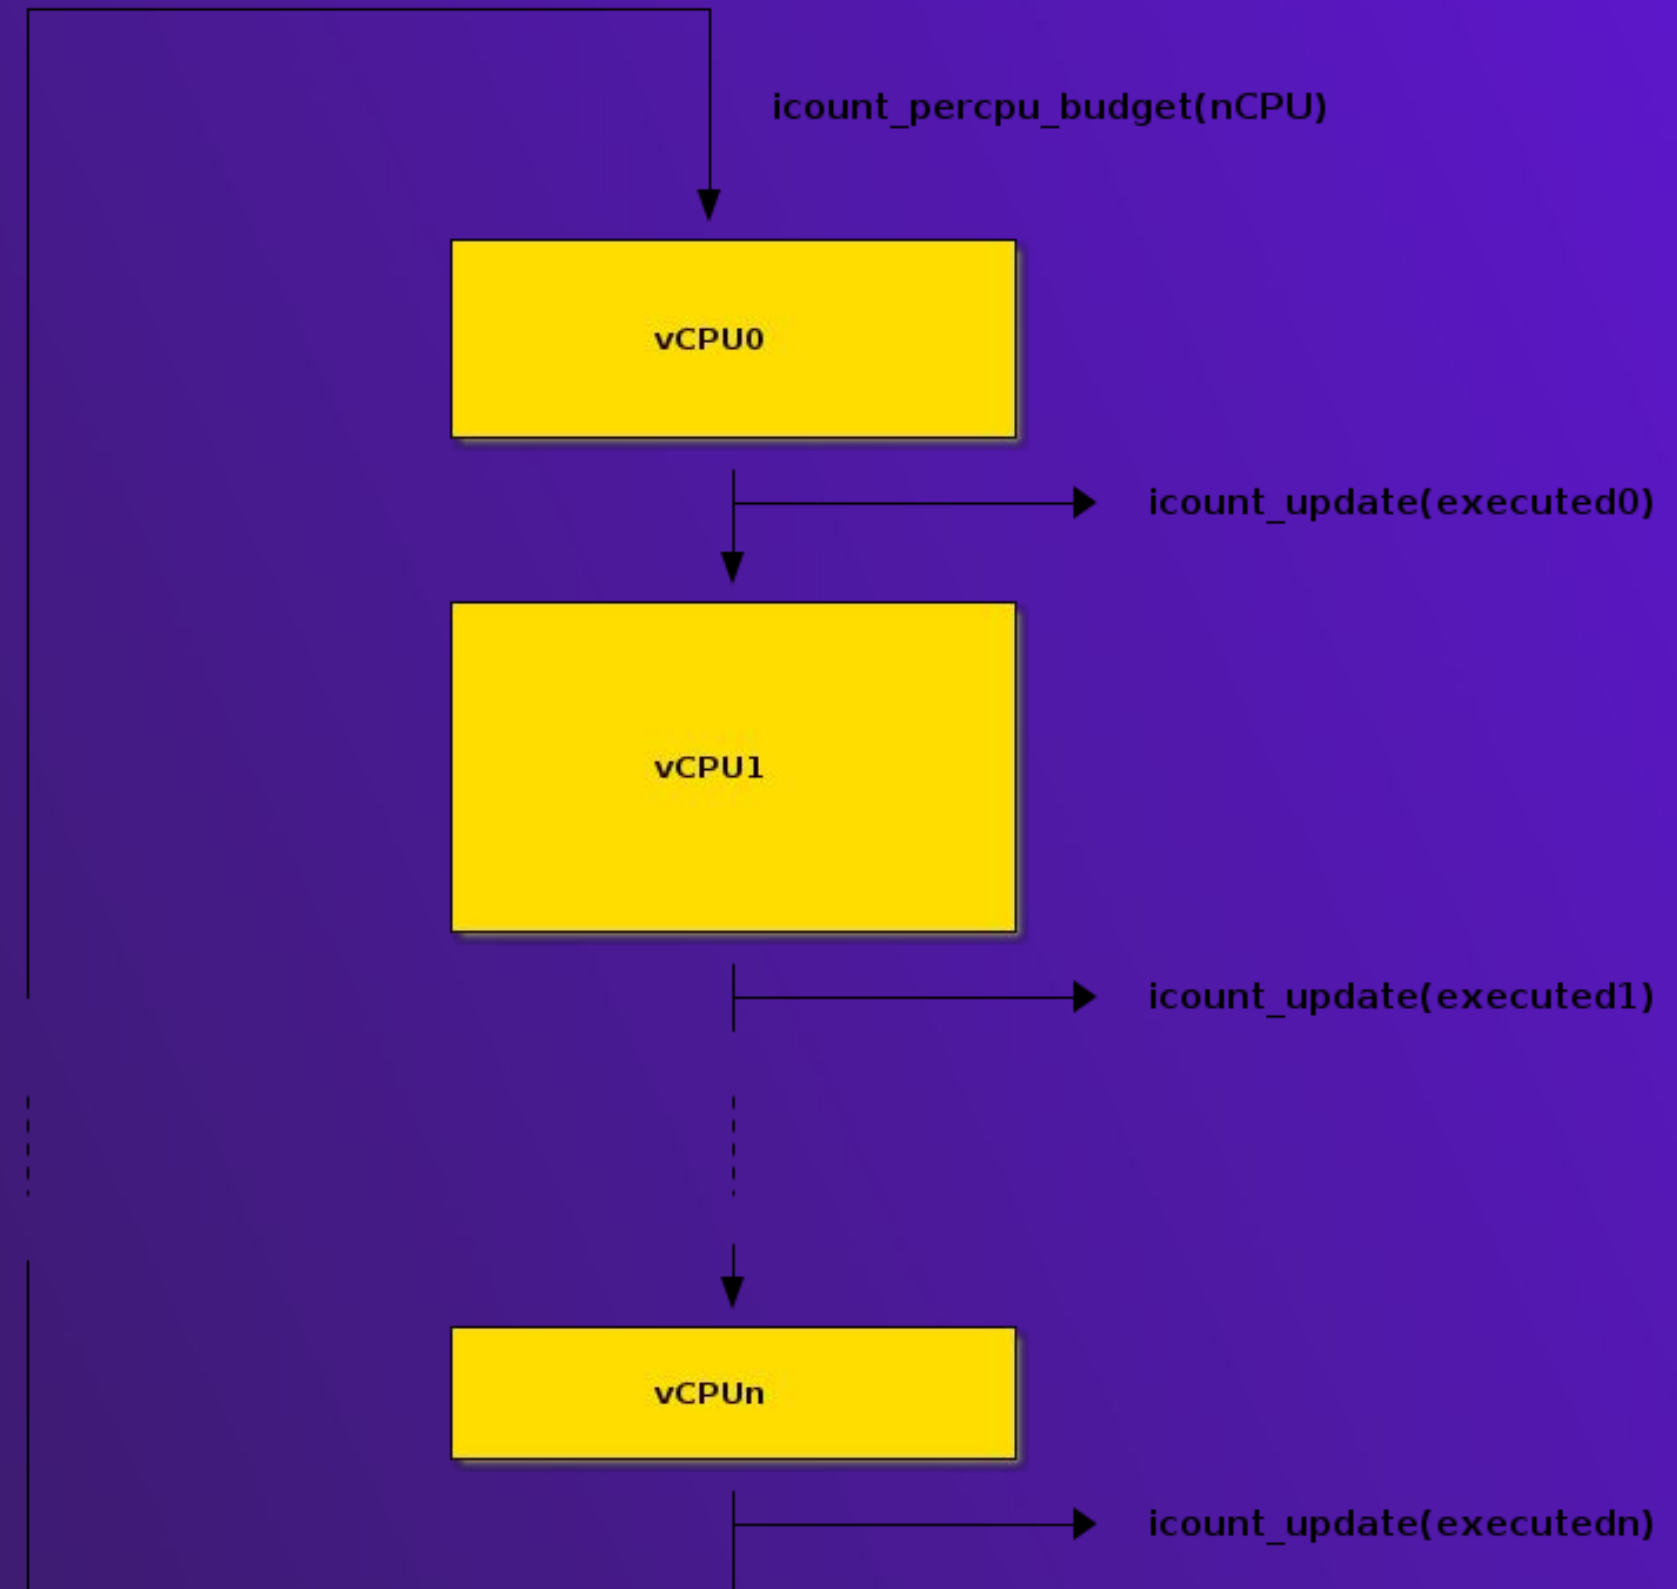 icount_percpu_budget(nCPU)
vCPU0
icount_update(executed0)
vCPU1
icount_update(executed1)
vCPUn
icount_update(executedn)